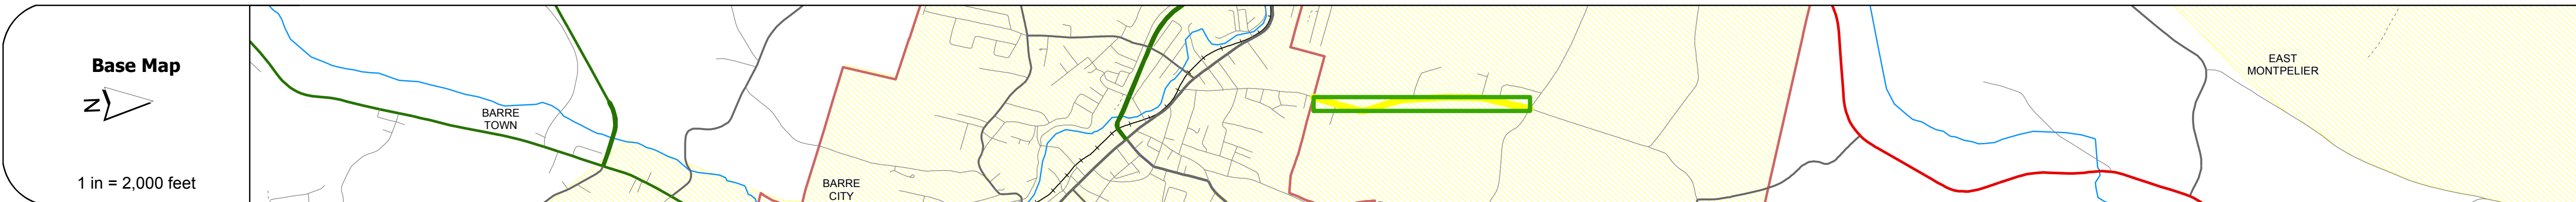 Base Map
N
1 in = 2,000 feet
BARRE
TOWN
BARRE
CITY
EAST
MONTPELIER